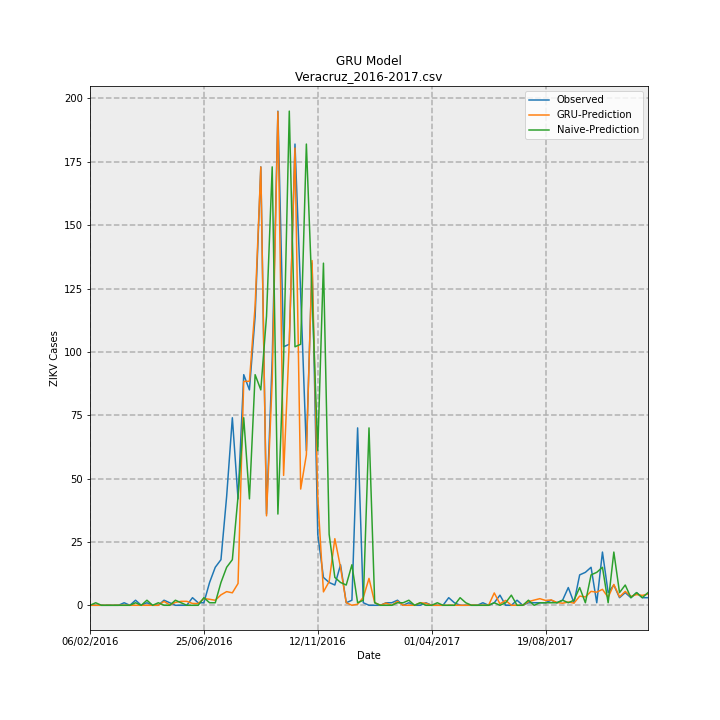 GRU Model
Veracruz_2016-2017.csv
Observed
GRU-Prediction
Naive-Prediction
200
175
150
125
100
75
50
25
0
ZIKV Cases
06/02/2016
25/06/2016
12/11/2016
01/04/2017
19/08/2017
Date